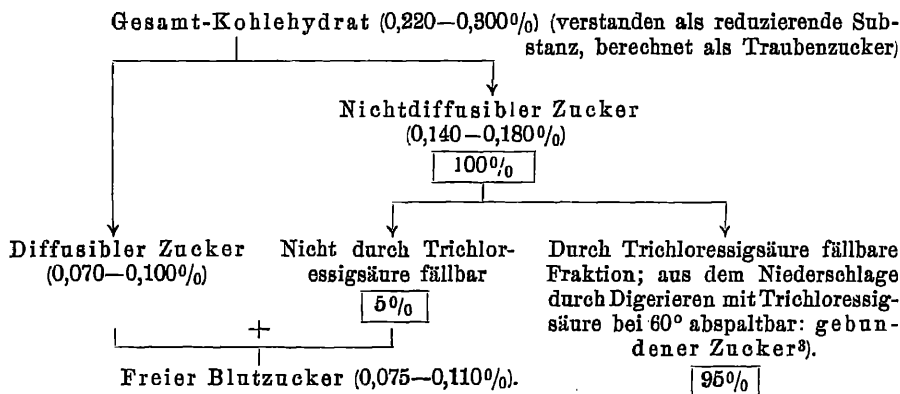 Gesamt-Kohlehydrat (0,220—0,300%) (verstanden als reduzierende Sub-
stanz, berechnet als Traubenzucker)
Nichtdiffusibler Zucker
(0,140—0,180%)
100%
Diffusibler Zucker
(0,070—0,100%)
Nicht durch Trichlor-
essigsäure fällbar
5%
Durch Trichloressigsäure fällbare
Fraktion; aus dem Niederschlage
durch Digerieren mit Trichloressig-
säure bei 60° abspaltbar: gebun-
dener Zucker³).
95%
+
Freier Blutzucker (0,075—0,110%).